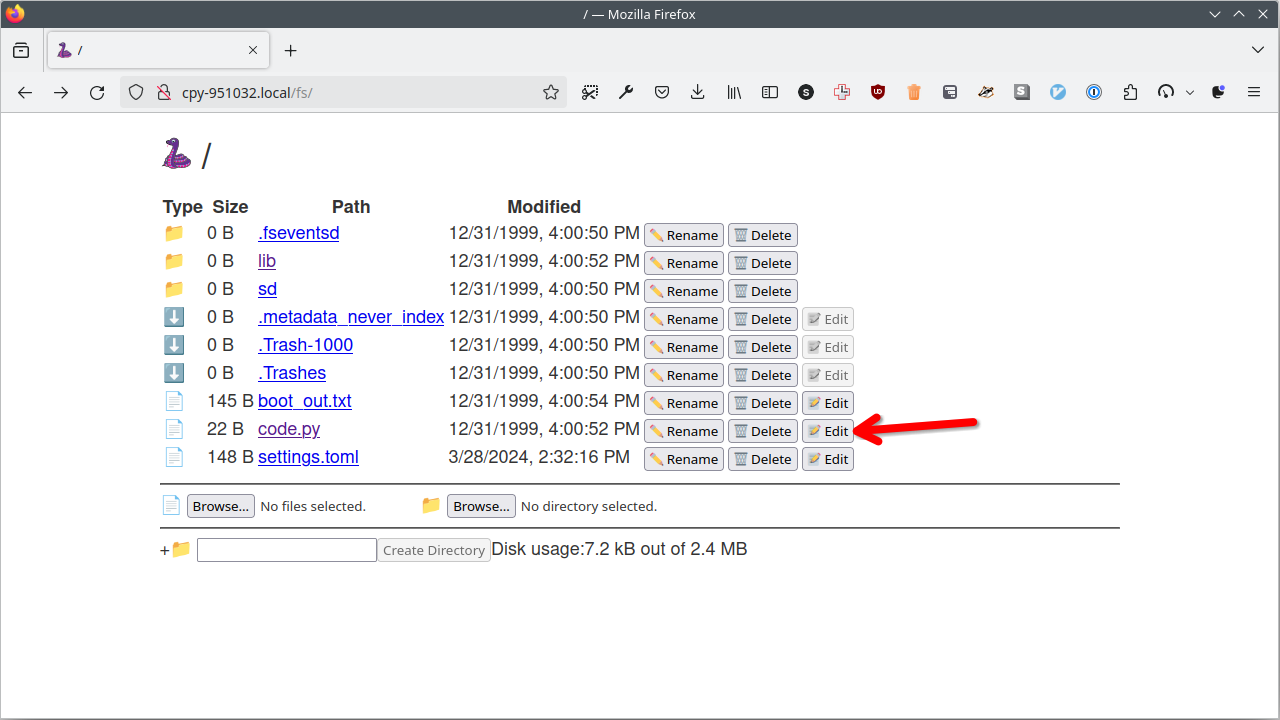 / — Mozilla Firefox
/
cpy-951032.local/fs/
/
Type Size Path Modified
0 B .fseventsd 12/31/1999, 4:00:50 PM Rename Delete
0 B lib 12/31/1999, 4:00:52 PM Rename Delete
0 B sd 12/31/1999, 4:00:50 PM Rename Delete
0 B .metadata_never_index 12/31/1999, 4:00:50 PM Rename Delete Edit
0 B .Trash-1000 12/31/1999, 4:00:50 PM Rename Delete Edit
0 B .Trashes 12/31/1999, 4:00:50 PM Rename Delete Edit
145 B boot_out.txt 12/31/1999, 4:00:54 PM Rename Delete Edit
22 B code.py 12/31/1999, 4:00:52 PM Rename Delete Edit
148 B settings.toml 3/28/2024, 2:32:16 PM Rename Delete Edit
Browse... No files selected. Browse... No directory selected.
+ Create Directory Disk usage:7.2 kB out of 2.4 MB